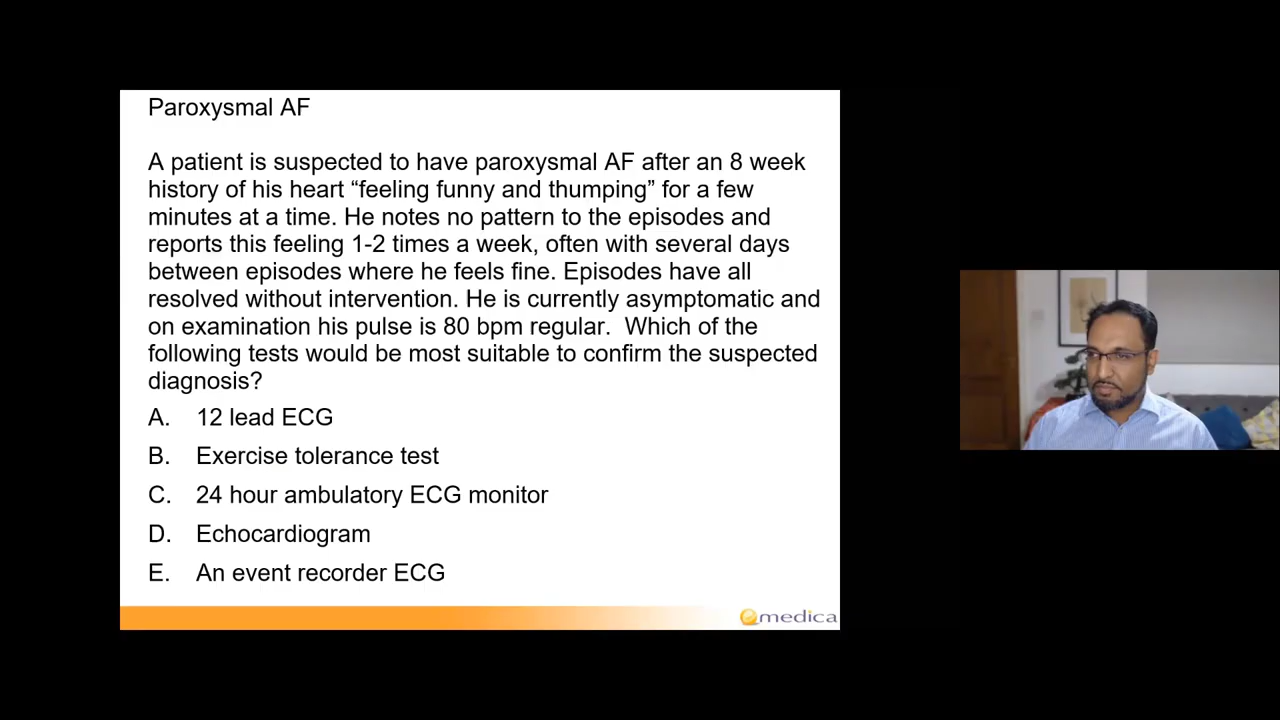 Paroxysmal AF
A patient is suspected to have paroxysmal AF after an 8 week
history of his heart “feeling funny and thumping” for a few
minutes at a time. He notes no pattern to the episodes and
reports this feeling 1-2 times a week, often with several days
between episodes where he feels fine. Episodes have all
resolved without intervention. He is currently asymptomatic and
on examination his pulse is 80 bpm regular.  Which of the
following tests would be most suitable to confirm the suspected
diagnosis?
A. 12 lead ECG
B. Exercise tolerance test
C. 24 hour ambulatory ECG monitor
D. Echocardiogram
E. An event recorder ECG
emedica